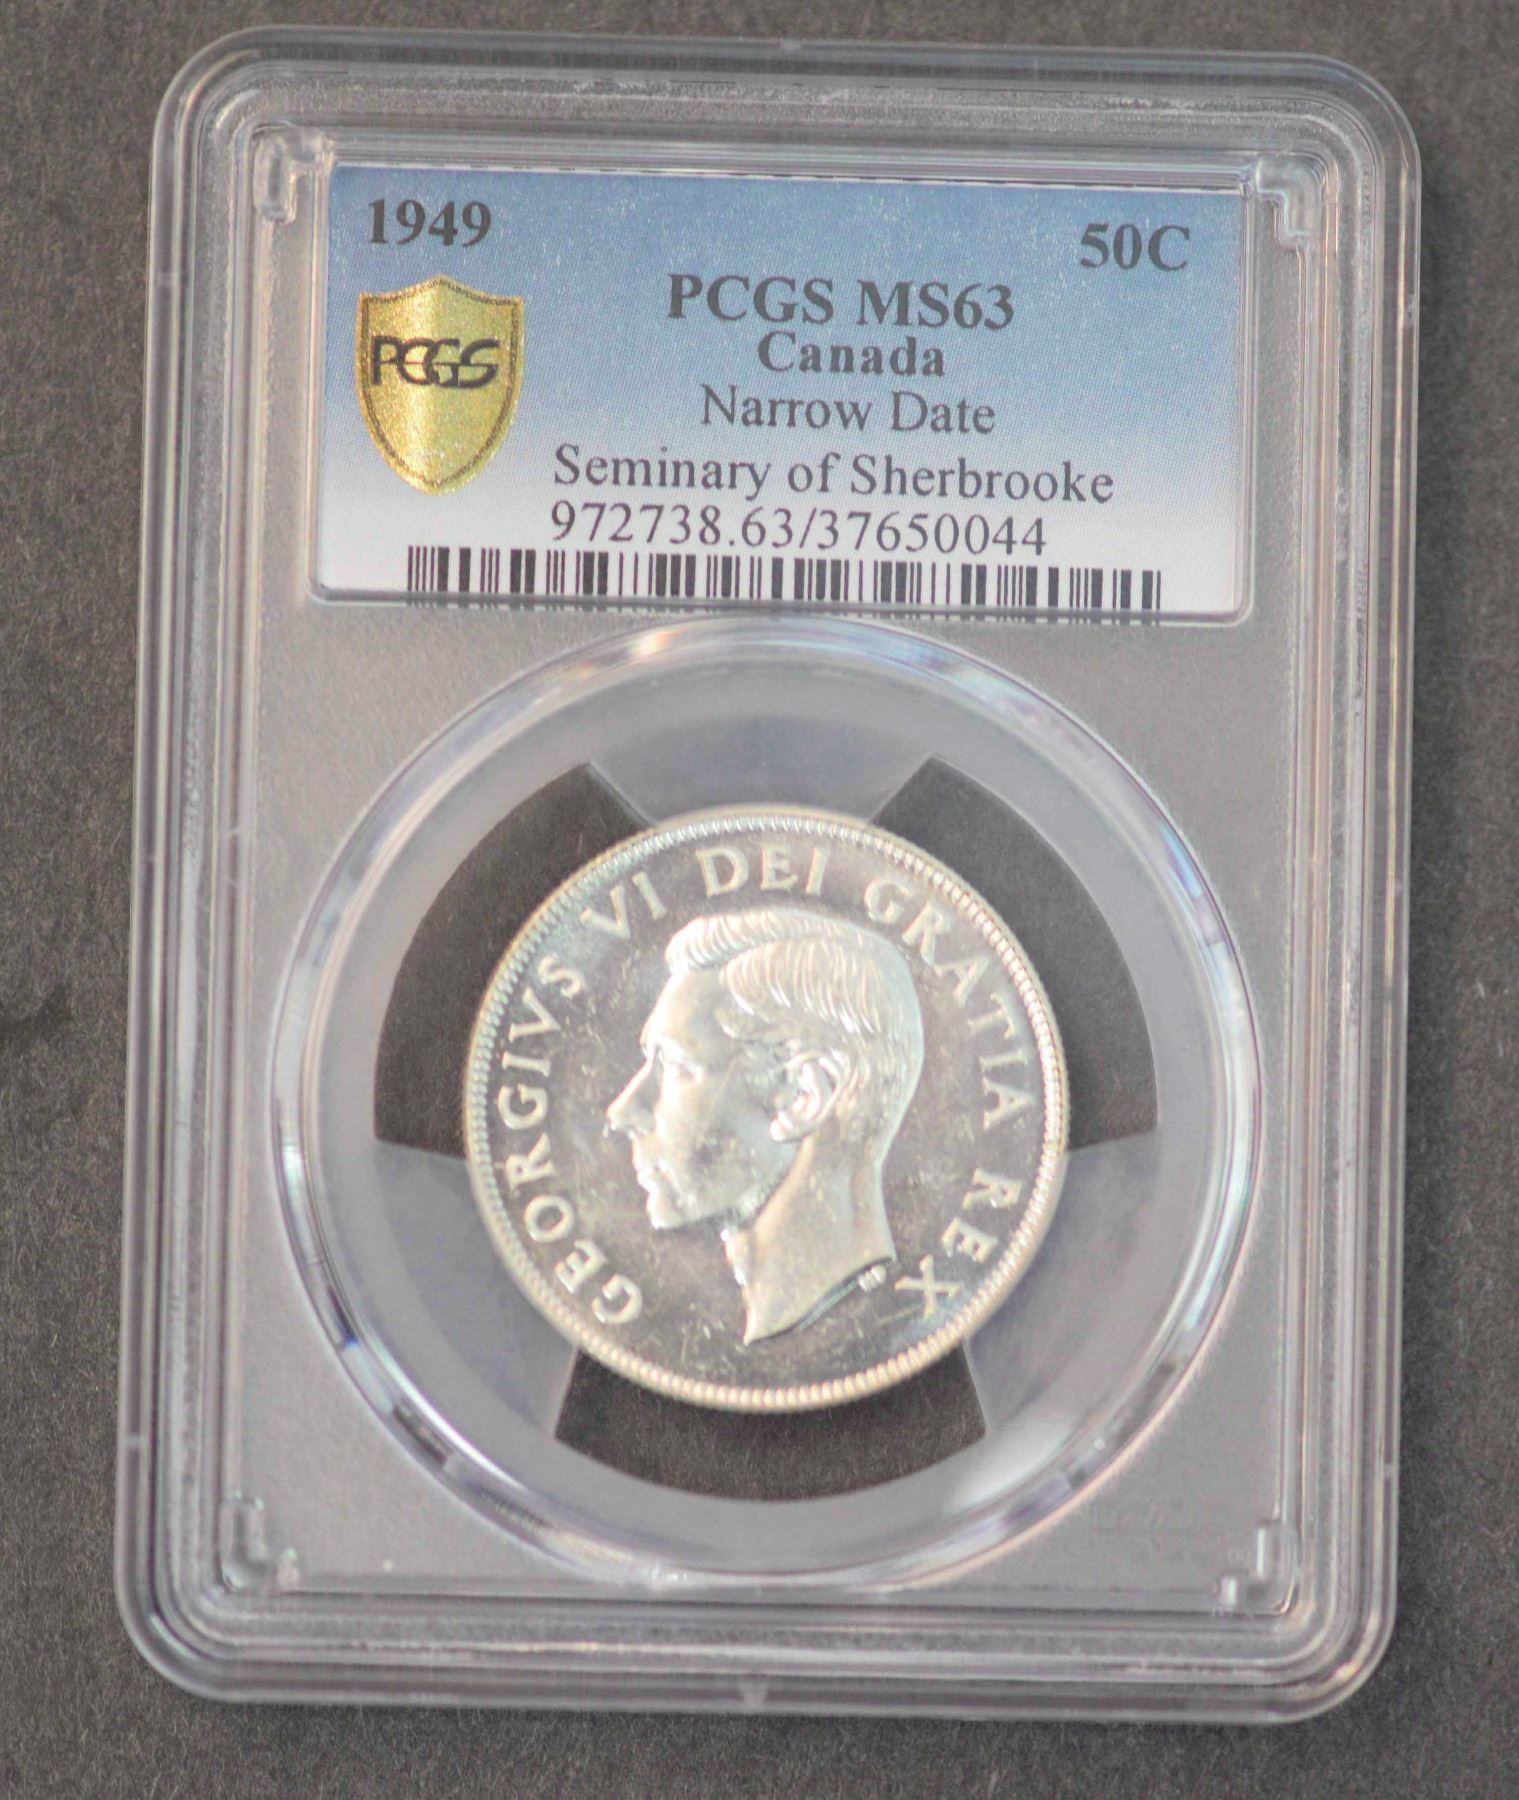 1949
50C
PCGS MS63
PCGS
Canada
Narrow Date
Seminary of Sherbrooke
972738.63/37650044
GEORGIVS VI DEI GRATIA REX